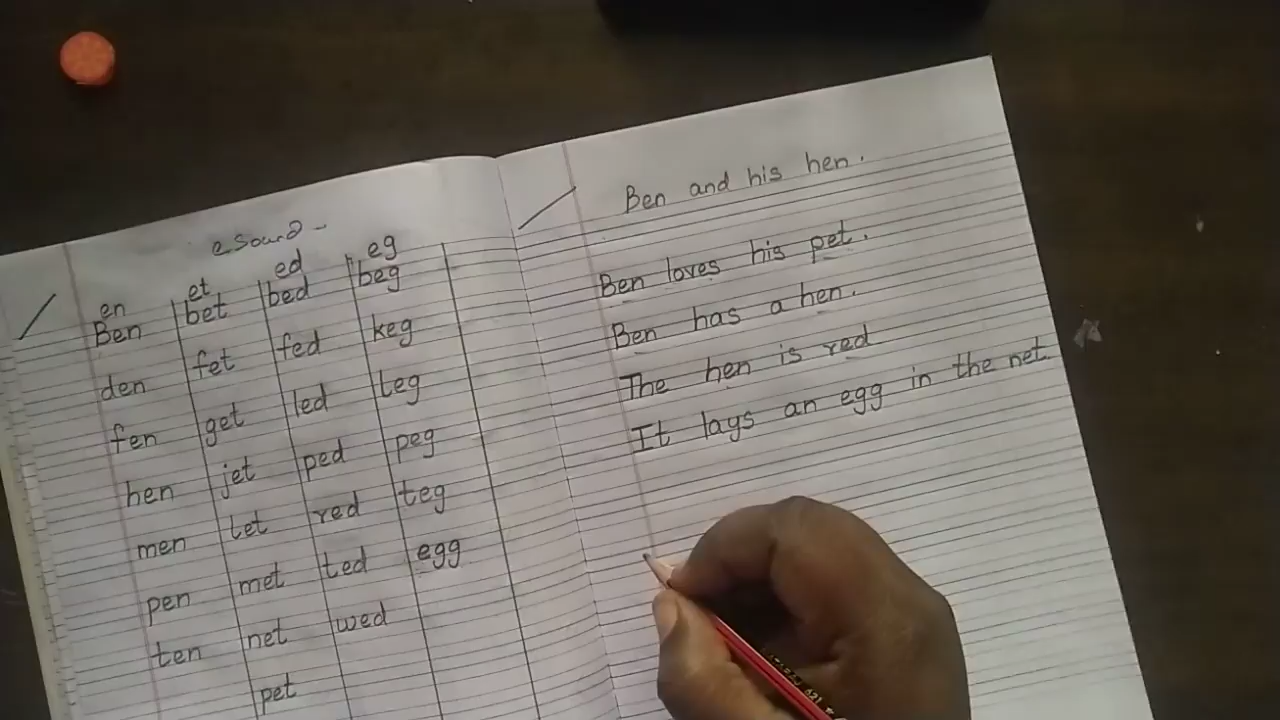 e Sound -
en et ed eg
Ben bet bed beg
den fet fed keg
fen get led leg
hen jet ped peg
men let red teg
pen met ted egg
ten net wed
pet
Ben and his hen.
Ben loves his pet.
Ben has a hen.
The hen is red
It lays an egg in the net.